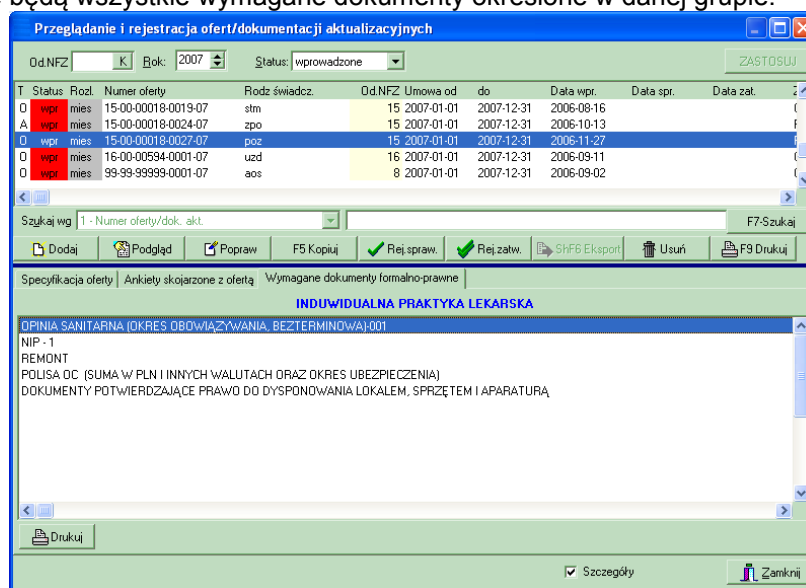 będą wszystkie wymagane dokumenty określone w danej grupie.
Przeglądanie i rejestracja ofert/dokumentacji aktualizacyjnych
Od.NFZ K Rok: 2007 Status: wprowadzone ZASTOSUJ
T Status Rozl. Numer oferty Rodz świadcz. Od.NFZ Umowa od do Data wpr. Data spr. Data zat.
O wpr mies 15-00-00018-0019-07 stm 15 2007-01-01 2007-12-31 2006-08-16
A wpr mies 15-00-00018-0024-07 zpo 15 2007-01-01 2007-12-31 2006-10-13
O wpr mies 15-00-00018-0027-07 poz 15 2007-01-01 2007-12-31 2006-11-27
O wpr mies 16-00-00594-0001-07 uzd 16 2007-01-01 2007-12-31 2006-09-11
O wpr mies 99-99-99999-0001-07 aos 8 2007-01-01 2007-12-31 2006-09-02
Szukaj wg 1 - Numer oferty/dok. akt. F7-Szukaj
Dodaj Podgląd Popraw F5 Kopiuj Rej.spraw. Rej.zatw. ShF6 Eksport Usuń F9 Drukuj
Specyfikacja oferty Ankiety skojarzone z ofertą Wymagane dokumenty formalno-prawne
INDUWIDUALNA PRAKTYKA LEKARSKA
OPINIA SANITARNA (OKRES OBOWIĄZYWANIA, BEZTERMINOWA)-001
NIP - 1
REMONT
POLISA OC (SUMA W PLN I INNYCH WALUTACH ORAZ OKRES UBEZPIECZENIA)
DOKUMENTY POTWIERDZAJĄCE PRAWO DO DYSPONOWANIA LOKALEM, SPRZĘTEM I APARATURĄ
Drukuj
Szczegóły Zamknij